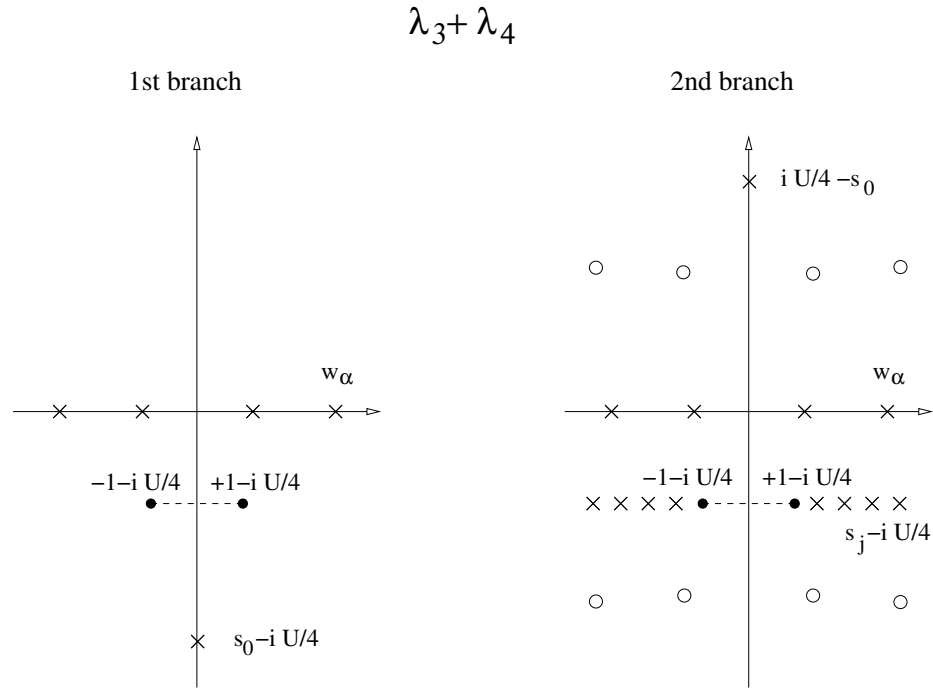 λ₃+ λ₄
1st branch
2nd branch
i U/4 −s₀
w_α
w_α
−1−i U/4
+1−i U/4
−1−i U/4
+1−i U/4
s_j−i U/4
s₀−i U/4